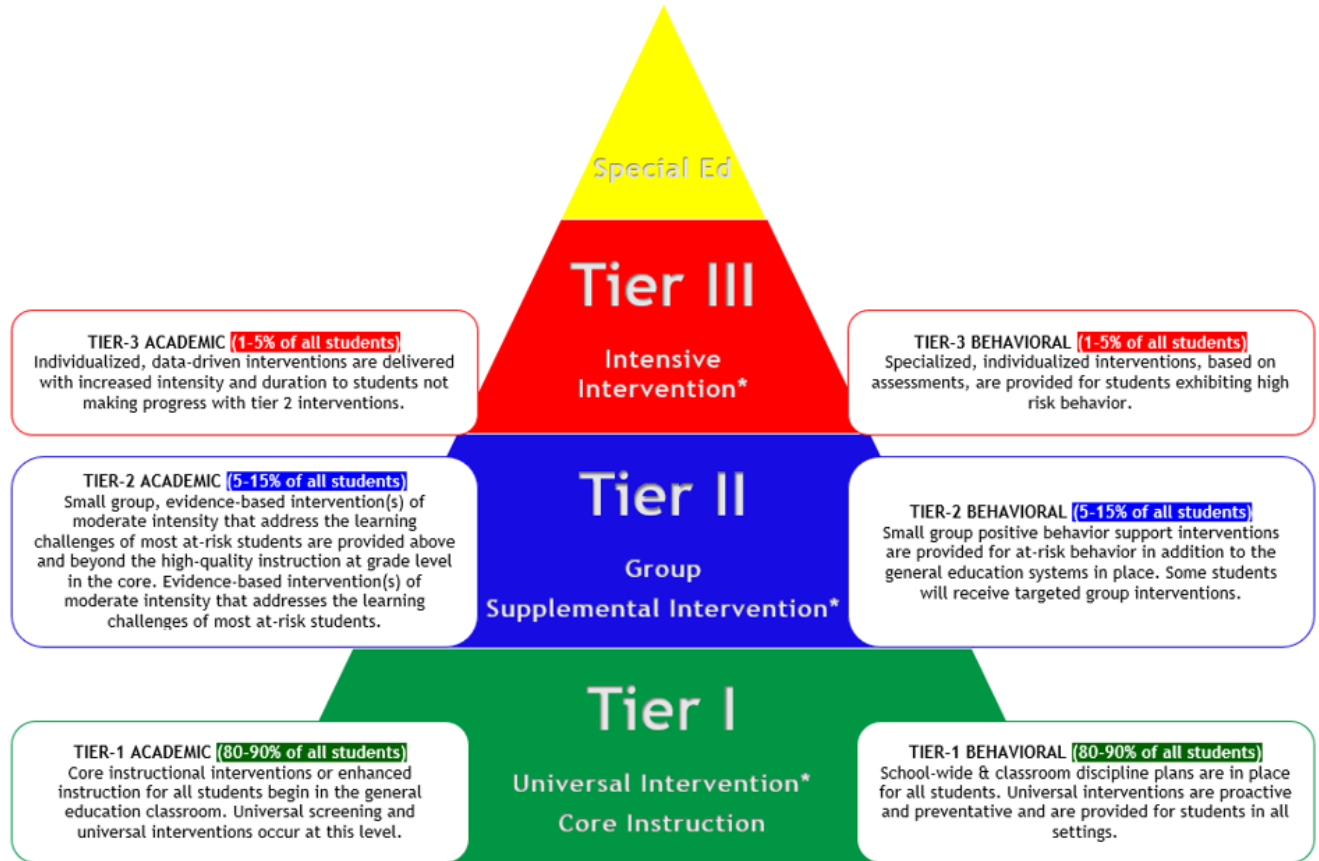 Special Ed
Tier III
Intensive
Intervention*
TIER-3 ACADEMIC (1-5% of all students)
Individualized, data-driven interventions are delivered
with increased intensity and duration to students not
making progress with tier 2 interventions.
TIER-3 BEHAVIORAL (1-5% of all students)
Specialized, individualized interventions, based on
assessments, are provided for students exhibiting high
risk behavior.
Tier II
Group
Supplemental Intervention*
TIER-2 ACADEMIC (5-15% of all students)
Small group, evidence-based intervention(s) of
moderate intensity that address the learning
challenges of most at-risk students are provided above
and beyond the high-quality instruction at grade level
in the core. Evidence-based intervention(s) of
moderate intensity that addresses the learning
challenges of most at-risk students.
TIER-2 BEHAVIORAL (5-15% of all students)
Small group positive behavior support interventions
are provided for at-risk behavior in addition to the
general education systems in place. Some students
will receive targeted group interventions.
Tier I
Universal Intervention*
Core Instruction
TIER-1 ACADEMIC (80-90% of all students)
Core instructional interventions or enhanced
instruction for all students begin in the general
education classroom. Universal screening and
universal interventions occur at this level.
TIER-1 BEHAVIORAL (80-90% of all students)
School-wide & classroom discipline plans are in place
for all students. Universal interventions are proactive
and preventative and are provided for students in all
settings.